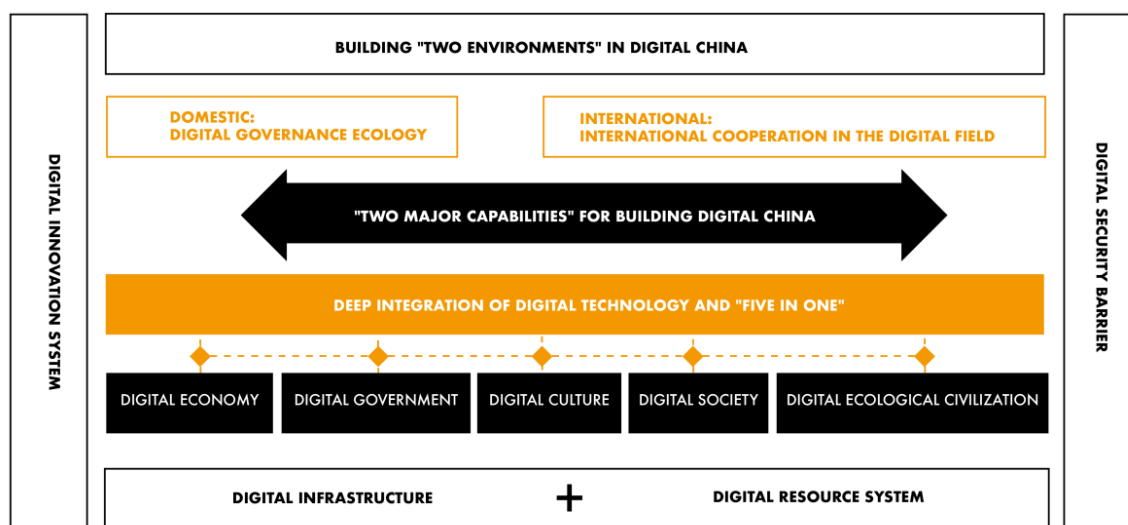 BUILDING "TWO ENVIRONMENTS" IN DIGITAL CHINA
DOMESTIC:
DIGITAL GOVERNANCE ECOLOGY
INTERNATIONAL:
INTERNATIONAL COOPERATION IN THE DIGITAL FIELD
DIGITAL INNOVATION SYSTEM
"TWO MAJOR CAPABILITIES" FOR BUILDING DIGITAL CHINA
DIGITAL SECURITY BARRIER
DEEP INTEGRATION OF DIGITAL TECHNOLOGY AND "FIVE IN ONE"
DIGITAL ECONOMY
DIGITAL GOVERNMENT
DIGITAL CULTURE
DIGITAL SOCIETY
DIGITAL ECOLOGICAL CIVILIZATION
DIGITAL INFRASTRUCTURE + DIGITAL RESOURCE SYSTEM